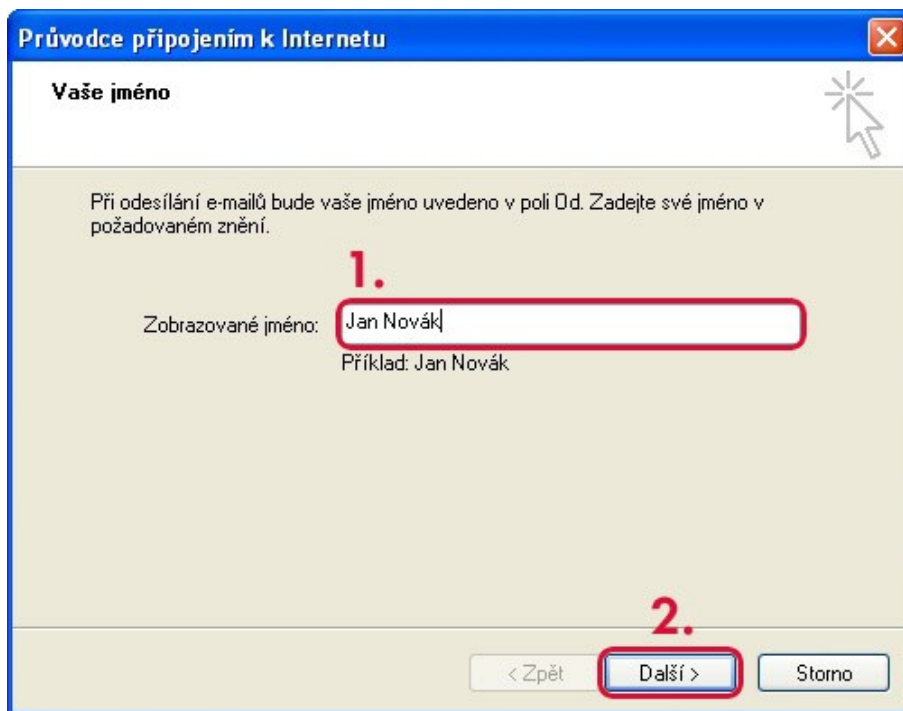 Průvodce připojením k Internetu
Vaše jméno
Při odesílání e-mailů bude vaše jméno uvedeno v poli Od. Zadejte své jméno v
požadovaném znění.
1.
Zobrazované jméno: Jan Novák
Příklad: Jan Novák
2.
< Zpět Další > Storno